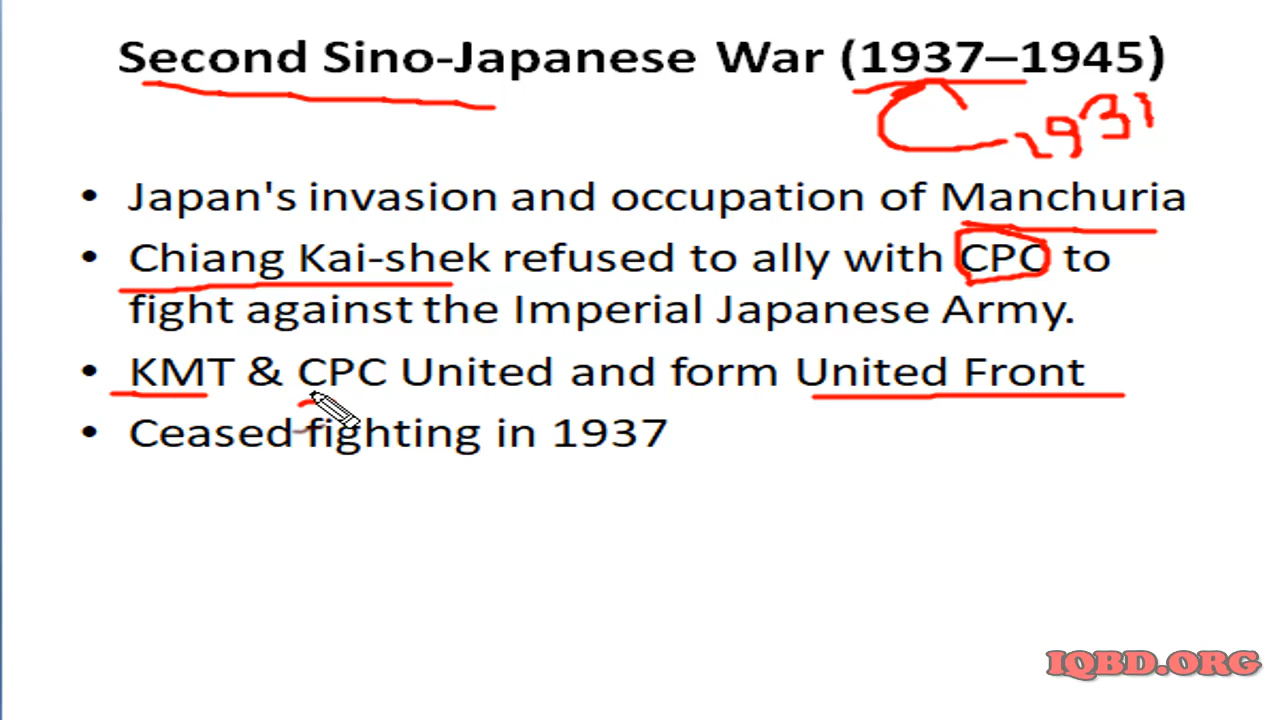 Second Sino-Japanese War (1937–1945)
1931
• Japan's invasion and occupation of Manchuria
• Chiang Kai-shek refused to ally with CPC to
fight against the Imperial Japanese Army.
• KMT & CPC United and form United Front
• Ceased fighting in 1937
IQBD.ORG